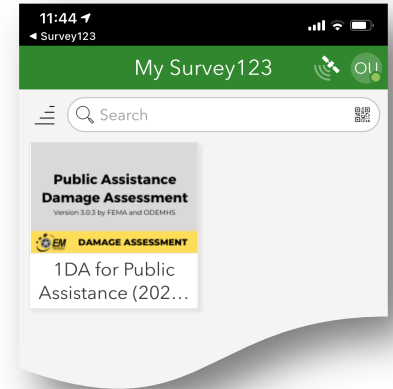 11:44
◀ Survey123
My Survey123
OU
Search
Public Assistance
Damage Assessment
Version 3.0.3 by FEMA and ODEMHS
EM DAMAGE ASSESSMENT
1DA for Public
Assistance (202...